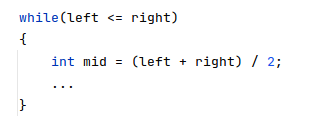 while(left <= right)
{
    int mid = (left + right) / 2;
    ...
}